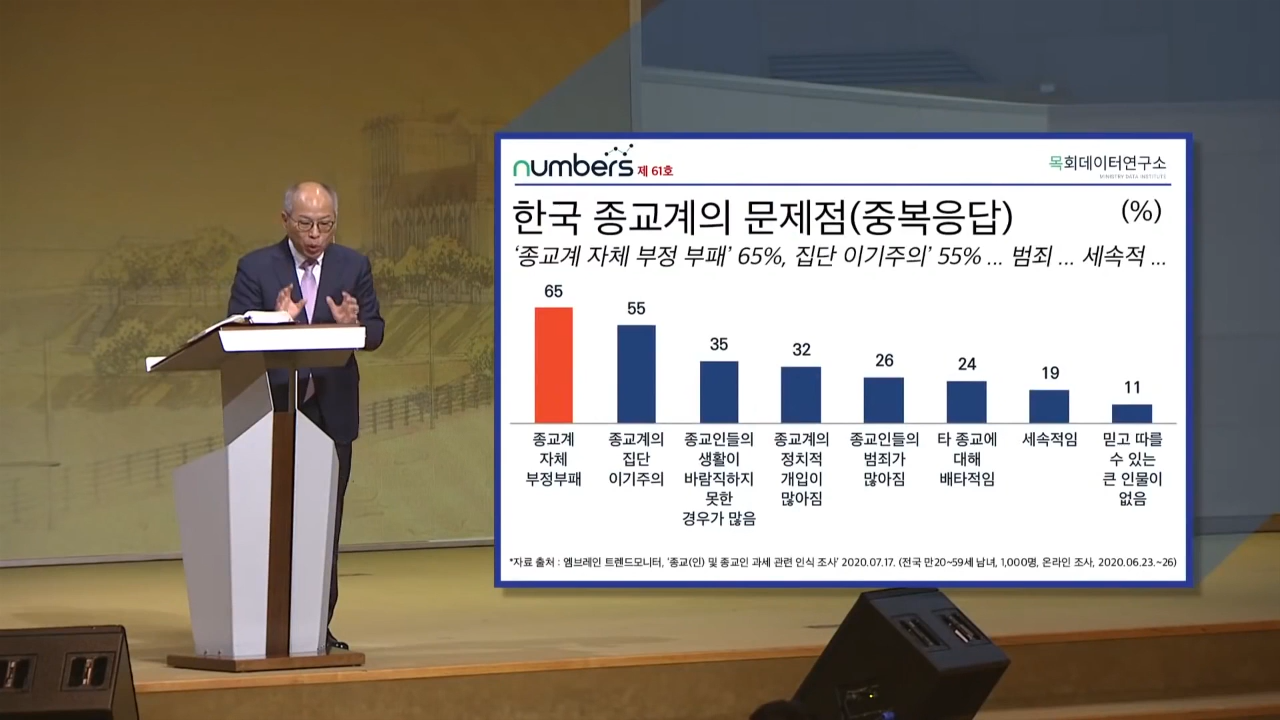 numbers 제 61호
목회데이터연구소
MINISTRY DATA INSTITUTE
한국 종교계의 문제점(중복응답)
(%)
‘종교계 자체 부정 부패’ 65%, 집단 이기주의’ 55% ... 범죄 ... 세속적 ...
65
55
35
32
26
24
19
11
종교계
자체
부정부패
종교계의
집단
이기주의
종교인들의
생활이
바람직하지
못한
경우가 많음
종교계의
정치적
개입이
많아짐
종교인들의
범죄가
많아짐
타 종교에
대해
배타적임
세속적임
믿고 따를
수 있는
큰 인물이
없음
*자료 출처 : 엠브레인 트렌드모니터, ‘종교(인) 및 종교인 과세 관련 인식 조사’ 2020.07.17. (전국 만20~59세 남녀, 1,000명, 온라인 조사, 2020.06.23.~26)